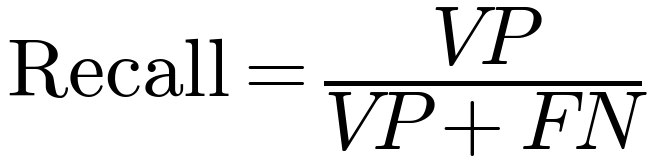 Recall = VP / (VP + FN)